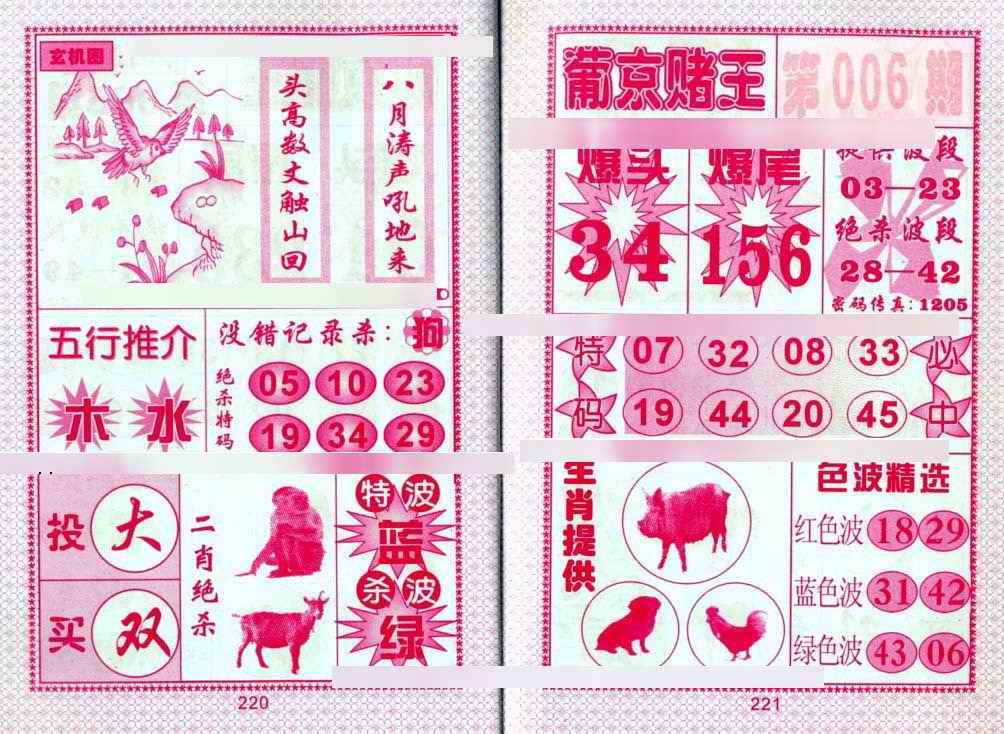 玄机图
八月涛声吼地来
头高数丈触山回
五行推介
木 水
没错记录杀：狗
绝杀特码
05 10 23
19 34 29
投 大
买 双
二肖绝杀
特波
蓝
杀波
绿
220
葡京赌王
第006期
爆头
34
爆尾
156
提供波段
03—23
绝杀波段
28—42
密码传真：1205
特 07 32 08 33 必
码 19 44 20 45 中
生肖提供
色波精选
红色波 18 29
蓝色波 31 42
绿色波 43 06
221